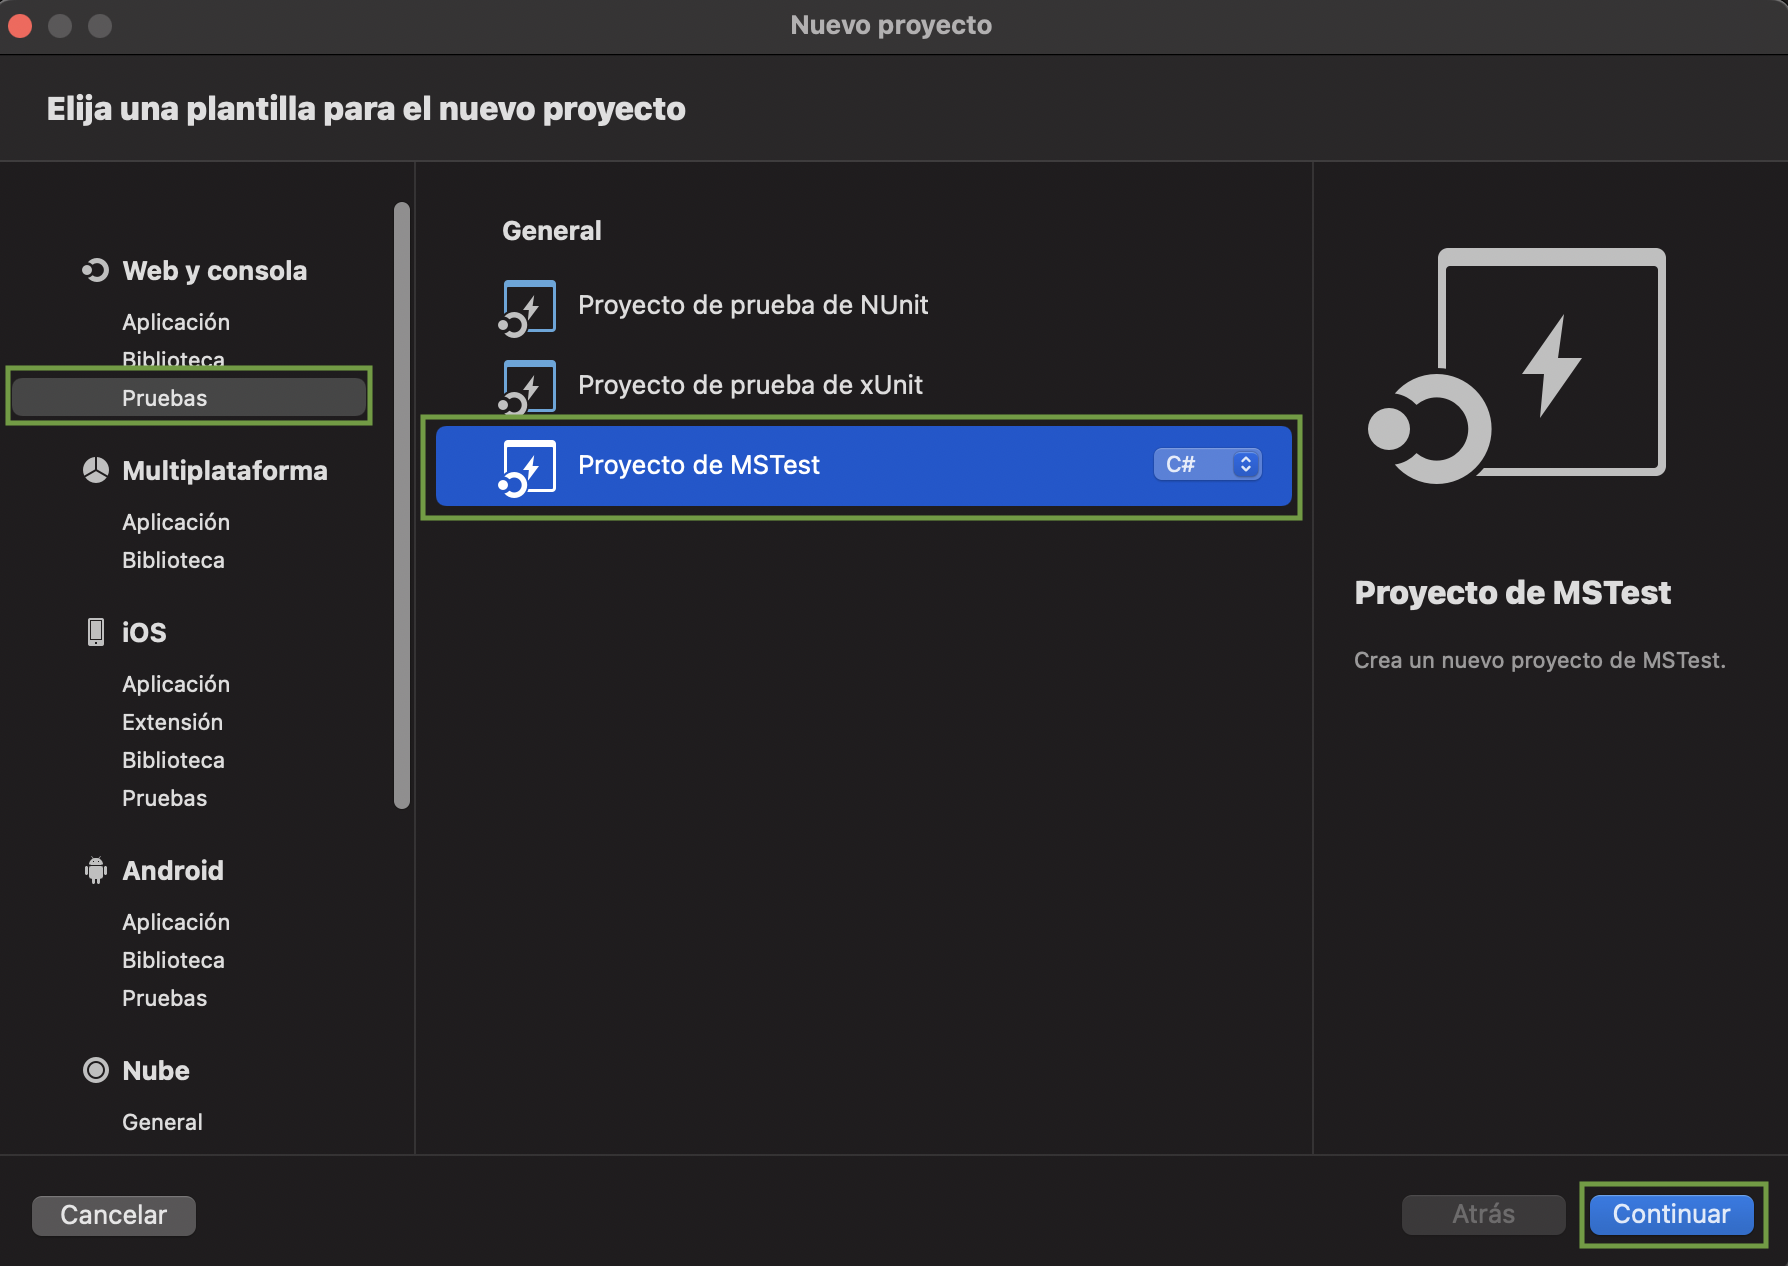 Nuevo proyecto
Elija una plantilla para el nuevo proyecto
Web y consola
Aplicación
Biblioteca
Pruebas
Multiplataforma
Aplicación
Biblioteca
iOS
Aplicación
Extensión
Biblioteca
Pruebas
Android
Aplicación
Biblioteca
Pruebas
Nube
General
General
Proyecto de prueba de NUnit
Proyecto de prueba de xUnit
Proyecto de MSTest C#
Proyecto de MSTest
Crea un nuevo proyecto de MSTest.
Cancelar
Atrás
Continuar